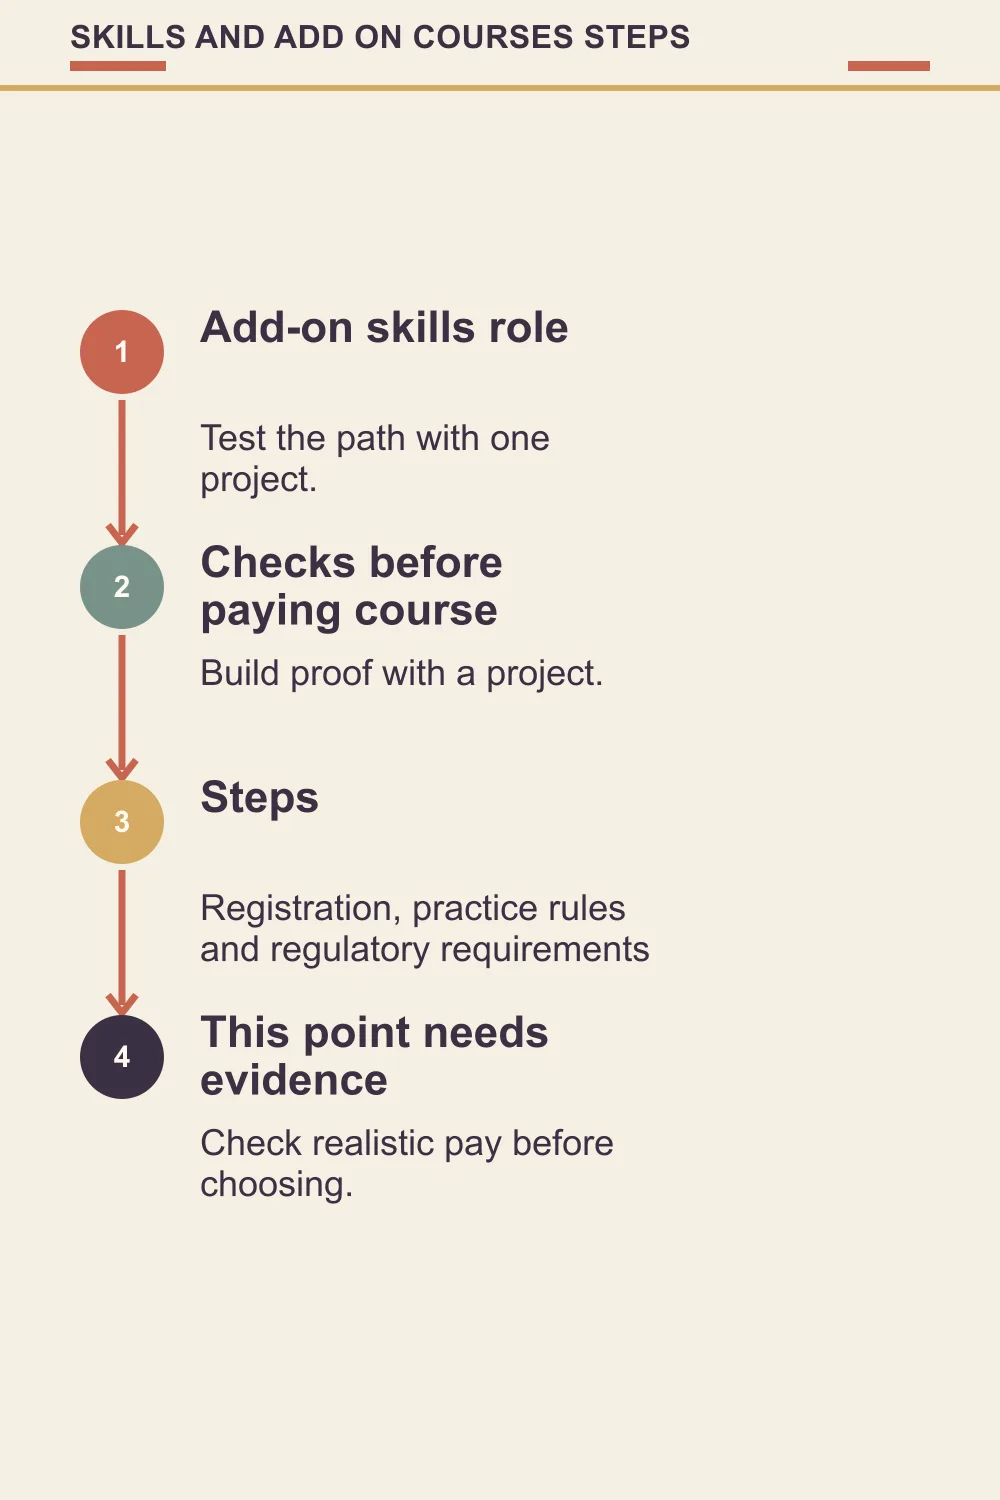 SKILLS AND ADD ON COURSES STEPS
1
Add-on skills role
Test the path with one
project.
2
Checks before
paying course
Build proof with a project.
3
Steps
Registration, practice rules
and regulatory requirements
4
This point needs
evidence
Check realistic pay before
choosing.